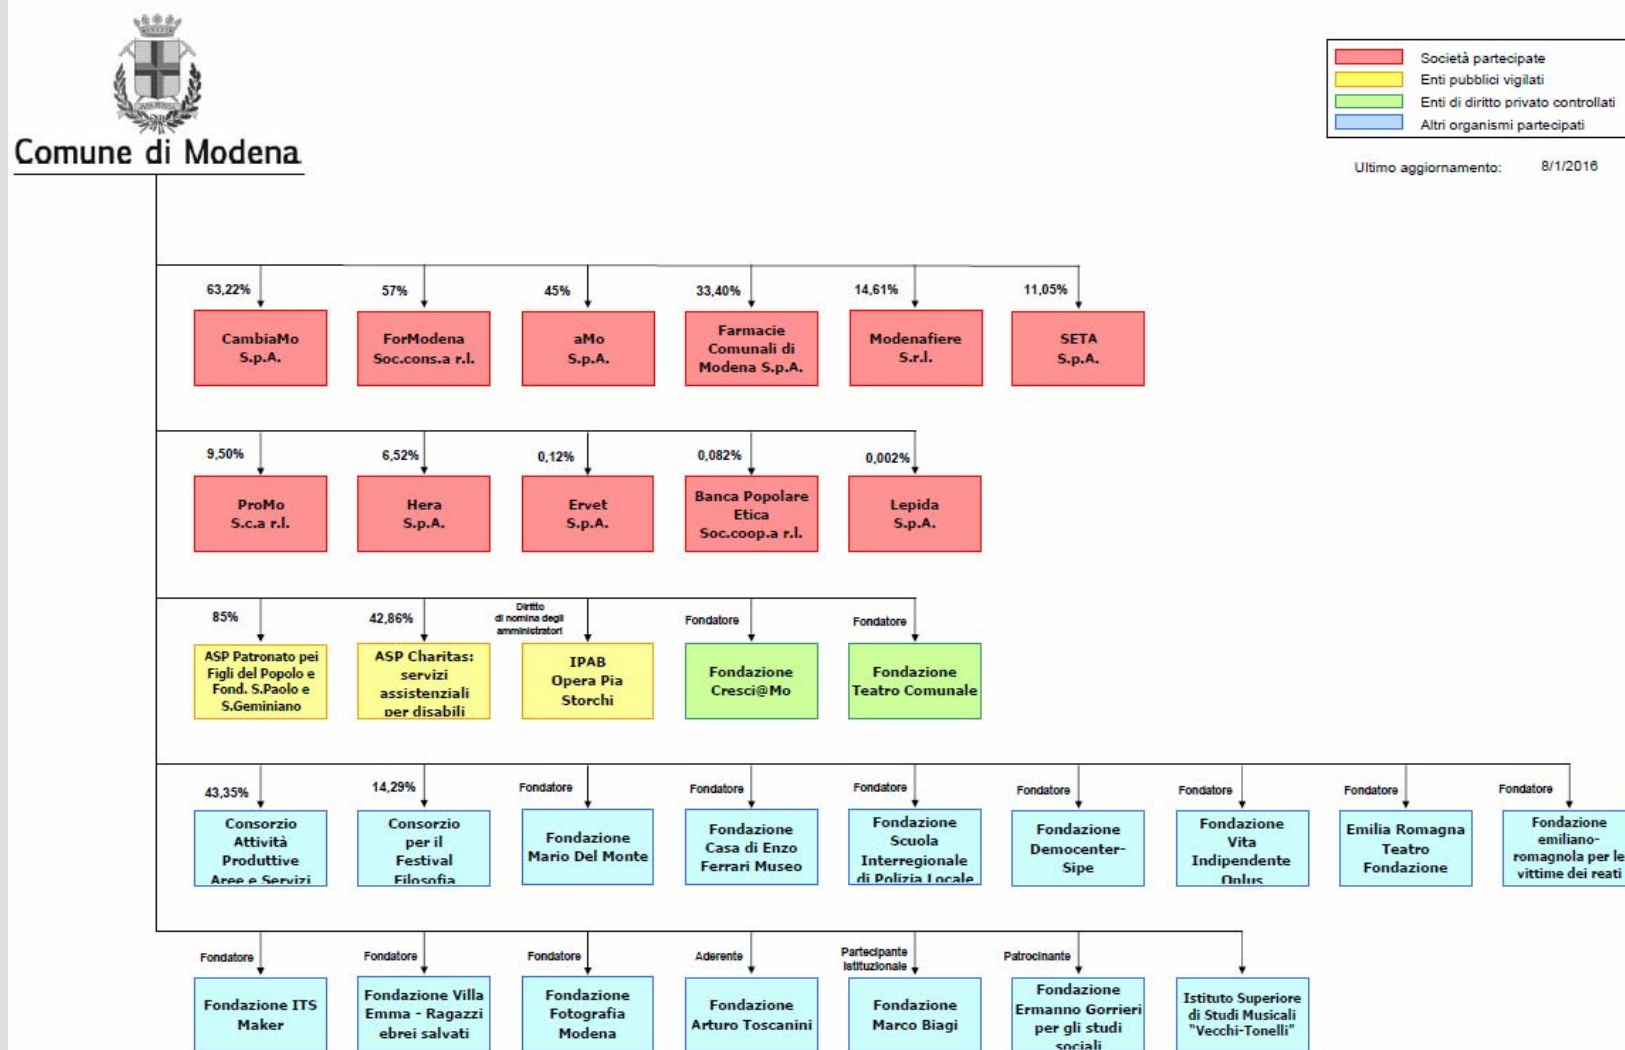 Comune di Modena
Società partecipate
Enti pubblici vigilati
Enti di diritto privato controllati
Altri organismi partecipati
Ultimo aggiornamento: 8/1/2016
63,22%
57%
45%
33,40%
14,61%
11,05%
CambiaMo
S.p.A.
ForModena
Soc.cons.a r.l.
aMo
S.p.A.
Farmacie
Comunali di
Modena S.p.A.
Modenafiere
S.r.l.
SETA
S.p.A.
9,50%
6,52%
0,12%
0,082%
0,002%
ProMo
S.c.a r.l.
Hera
S.p.A.
Ervet
S.p.A.
Banca Popolare
Etica
Soc.coop.a r.l.
Lepida
S.p.A.
85%
42,86%
Diritto
di nomina degli
amministratori
Fondatore
Fondatore
ASP Patronato pei
Figli del Popolo e
Fond. S.Paolo e
S.Geminiano
ASP Charitas:
servizi
assistenziali
per disabili
IPAB
Opera Pia
Storchi
Fondazione
Cresci@Mo
Fondazione
Teatro Comunale
43,35%
14,29%
Fondatore
Fondatore
Fondatore
Fondatore
Fondatore
Fondatore
Fondatore
Consorzio
Attività
Produttive
Aree e Servizi
Consorzio
per il
Festival
Filosofia
Fondazione
Mario Del Monte
Fondazione
Casa di Enzo
Ferrari Museo
Fondazione
Scuola
Interregionale
di Polizia Locale
Fondazione
Democenter-
Sipe
Fondazione
Vita
Indipendente
Onlus
Emilia Romagna
Teatro
Fondazione
Fondazione
emiliano-
romagnola per le
vittime dei reati
Fondatore
Fondatore
Fondatore
Aderente
Partecipante
istituzionale
Patrocinante
Fondazione ITS
Maker
Fondazione Villa
Emma - Ragazzi
ebrei salvati
Fondazione
Fotografia
Modena
Fondazione
Arturo Toscanini
Fondazione
Marco Biagi
Fondazione
Ermanno Gorrieri
per gli studi
sociali
Istituto Superiore
di Studi Musicali
"Vecchi-Tonelli"